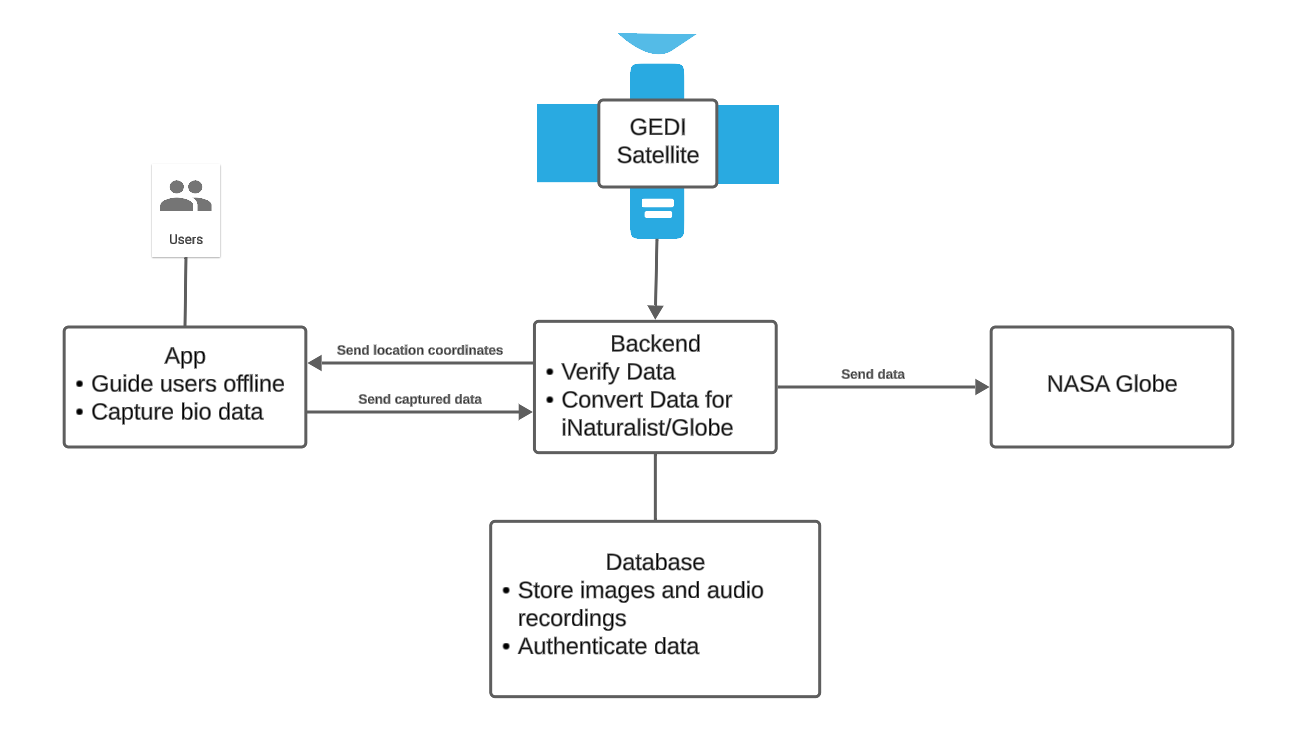 GEDI
Satellite
Users
App
• Guide users offline
• Capture bio data
Send location coordinates
Send captured data
Backend
• Verify Data
• Convert Data for
iNaturalist/Globe
Send data
NASA Globe
Database
• Store images and audio
recordings
• Authenticate data